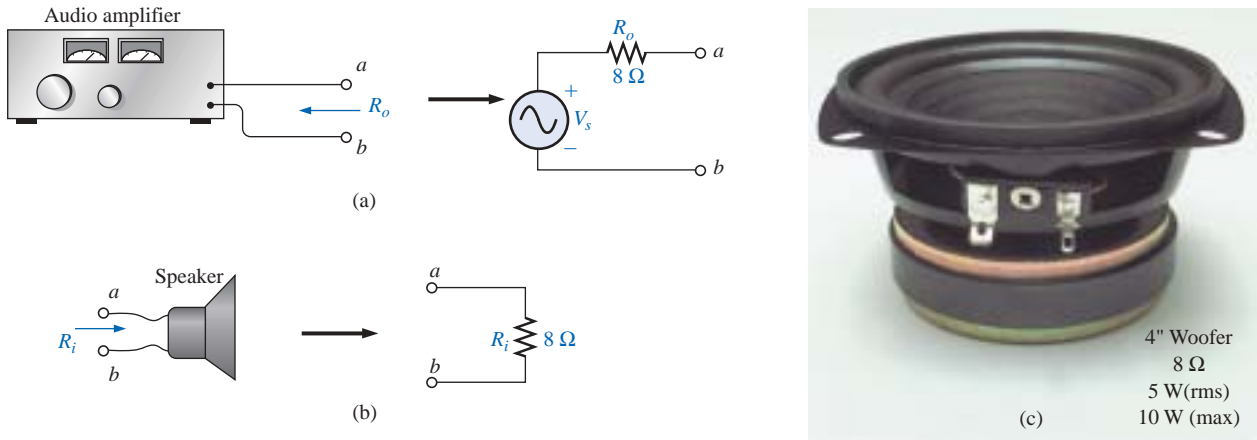 Audio amplifier
a
R_o
b
R_o
8 Ω
a
+
V_s
−
b
(a)
Speaker
a
R_i
b
a
R_i 8 Ω
b
(b)
4" Woofer
8 Ω
5 W(rms)
10 W (max)
(c)